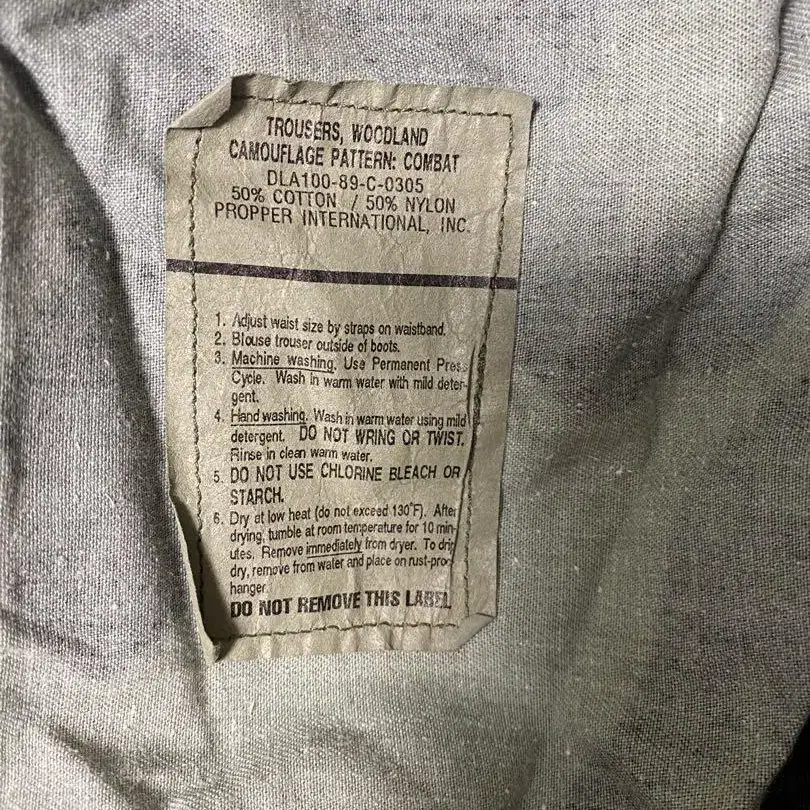 TROUSERS, WOODLAND
CAMOUFLAGE PATTERN: COMBAT
DLA100-89-C-0305
50% COTTON / 50% NYLON
PROPPER INTERNATIONAL, INC.
1. Adjust waist size by straps on waistband.
2. Blouse trouser outside of boots.
3. Machine washing. Use Permanent Press
Cycle. Wash in warm water with mild deter-
gent.
4. Hand washing. Wash in warm water using mild
detergent. DO NOT WRING OR TWIST.
Rinse in clean warm water.
5. DO NOT USE CHLORINE BLEACH OR
STARCH.
6. Dry at low heat (do not exceed 130°F). After
drying, tumble at room temperature for 10 min-
utes. Remove immediately from dryer. To drip
dry, remove from water and place on rust-proof
hanger.
DO NOT REMOVE THIS LABEL